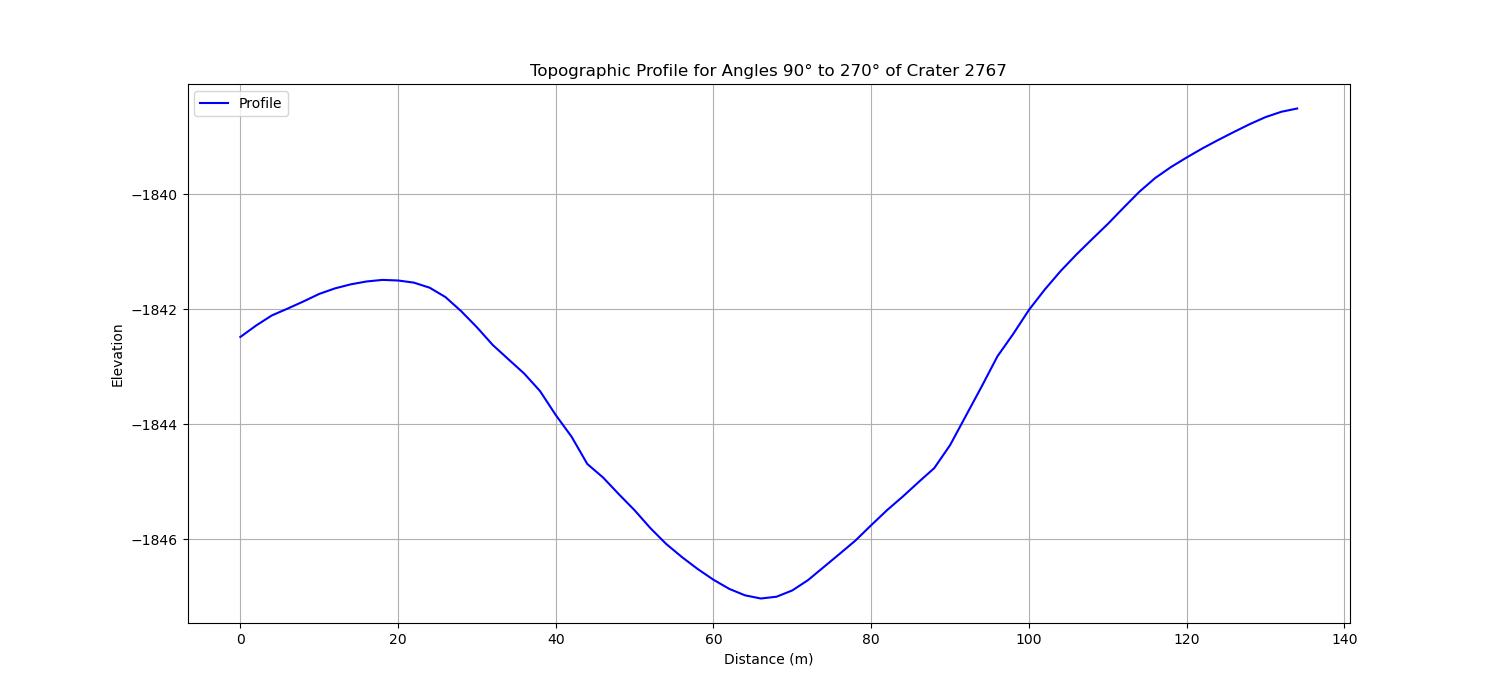 Topographic Profile for Angles 90° to 270° of Crater 2767
Profile
−1840
−1842
−1844
−1846
Elevation
0 20 40 60 80 100 120 140
Distance (m)